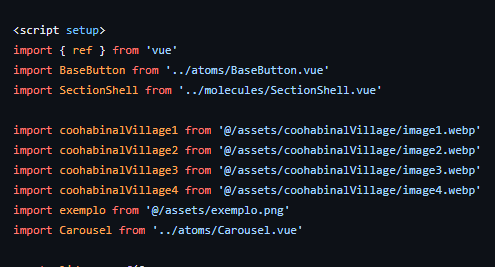 <script setup>
import { ref } from 'vue'
import BaseButton from '../atoms/BaseButton.vue'
import SectionShell from '../molecules/SectionShell.vue'
import coohabinalVillage1 from '@/assets/coohabinalVillage/image1.webp'
import coohabinalVillage2 from '@/assets/coohabinalVillage/image2.webp'
import coohabinalVillage3 from '@/assets/coohabinalVillage/image3.webp'
import coohabinalVillage4 from '@/assets/coohabinalVillage/image4.webp'
import exemplo from '@/assets/exemplo.png'
import Carousel from '../atoms/Carousel.vue'